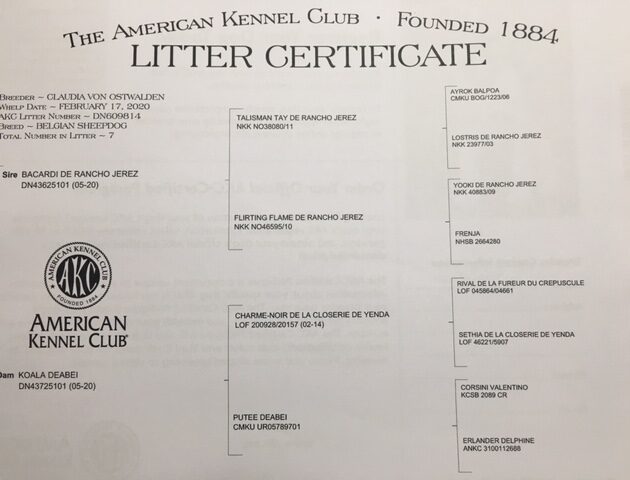 THE AMERICAN KENNEL CLUB · FOUNDED 1884
LITTER CERTIFICATE
BREEDER ~ CLAUDIA VON OSTWALDEN
WHELP DATE ~ FEBRUARY 17, 2020
AKC LITTER NUMBER ~ DN609814
BREED ~ BELGIAN SHEEPDOG
TOTAL NUMBER IN LITTER ~ 7
Sire BACARDI DE RANCHO JEREZ
DN43625101 (05-20)
TALISMAN TAY DE RANCHO JEREZ
NKK NO38080/11
AYROK BALPOA
CMKU BOG/1223/06
LOSTRIS DE RANCHO JEREZ
NKK 23977/03
FLIRTING FLAME DE RANCHO JEREZ
NKK NO46595/10
YOOKI DE RANCHO JEREZ
NKK 40883/09
FRENJA
NHSB 2664280
AMERICAN KENNEL CLUB
AKC
FOUNDED 1884
AMERICAN
KENNEL CLUB®
Dam KOALA DEABEI
DN43725101 (05-20)
CHARME-NOIR DE LA CLOSERIE DE YENDA
LOF 200928/20157 (02-14)
RIVAL DE LA FUREUR DU CREPUSCULE
LOF 045864/04661
SETHIA DE LA CLOSERIE DE YENDA
LOF 46221/5907
PUTEE DEABEI
CMKU UR05789701
CORSINI VALENTINO
KCSB 2089 CR
ERLANDER DELPHINE
ANKC 3100112688